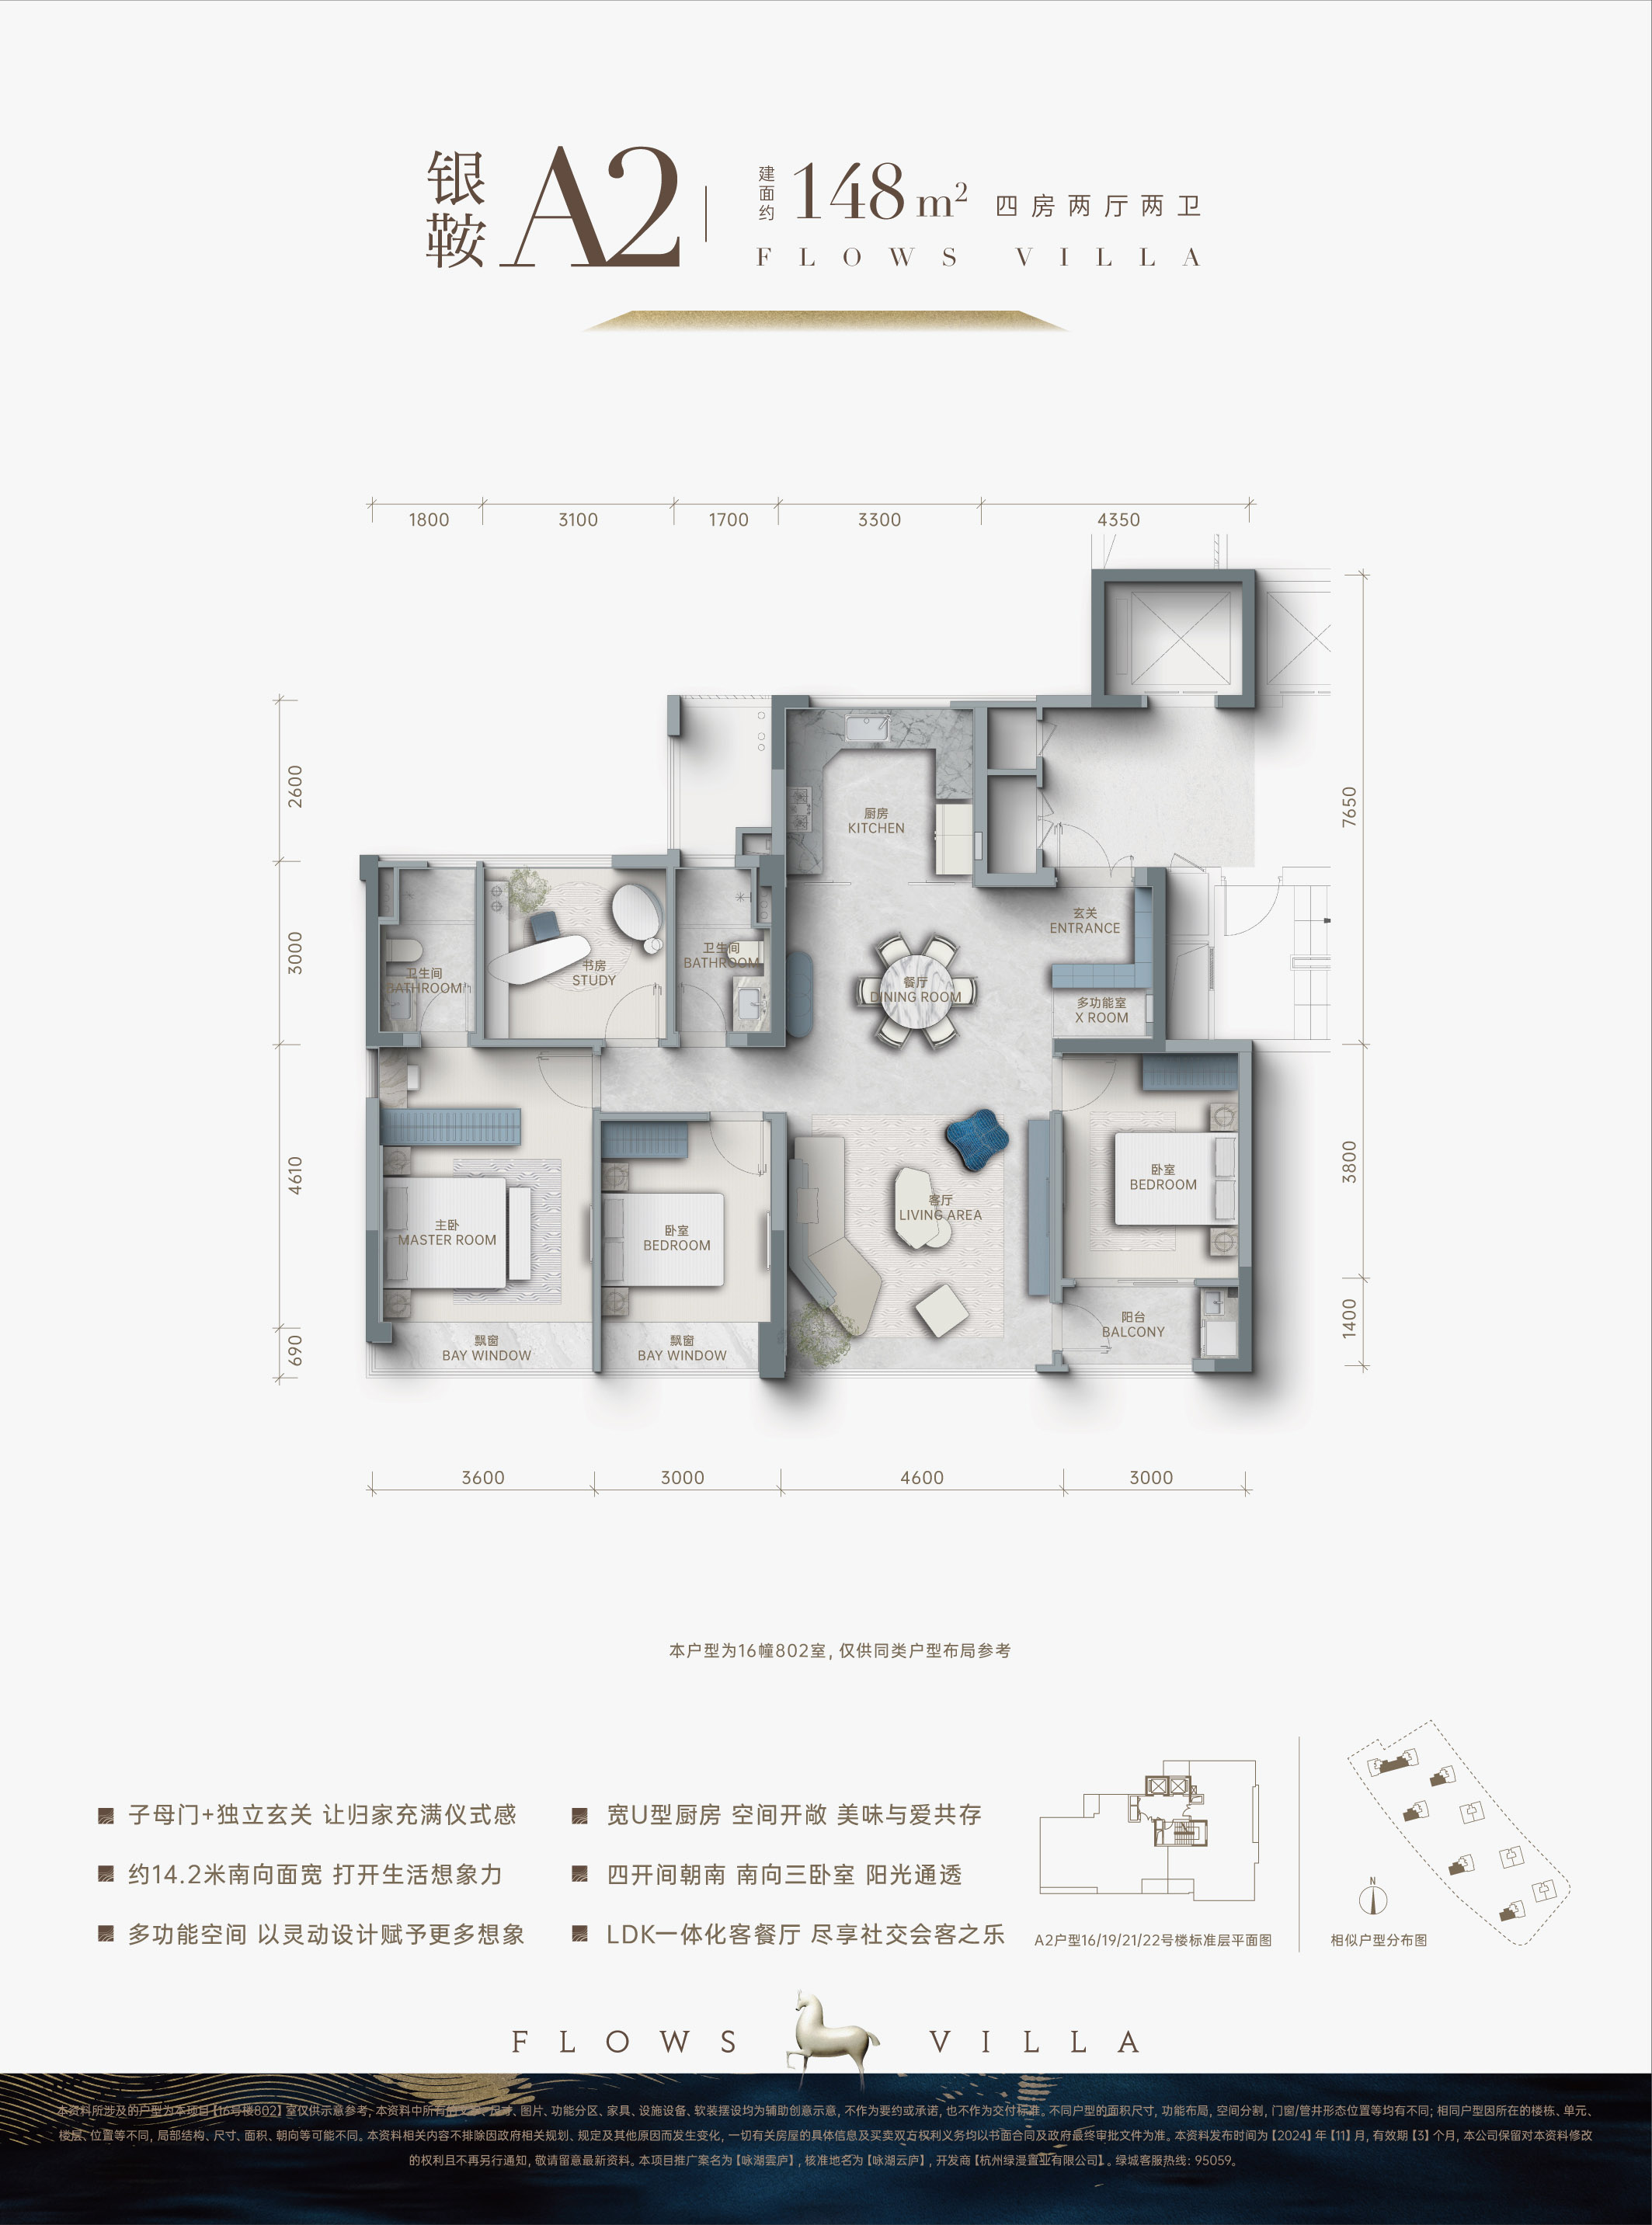 银鞍
A2
建面约
148m²
四房两厅两卫
FLOWS VILLA
1800
3100
1700
3300
4350
2600
3000
4610
690
7650
3800
1400
厨房
KITCHEN
玄关
ENTRANCE
卫生间
BATHROOM
书房
STUDY
卫生间
BATHROOM
餐厅
DINING ROOM
多功能室
X ROOM
主卧
MASTER ROOM
卧室
BEDROOM
客厅
LIVING AREA
卧室
BEDROOM
飘窗
BAY WINDOW
飘窗
BAY WINDOW
阳台
BALCONY
3600
3000
4600
3000
本户型为16幢802室, 仅供同类户型布局参考
子母门+独立玄关 让归家充满仪式感
宽U型厨房 空间开敞 美味与爱共存
约14.2米南向面宽 打开生活想象力
四开间朝南 南向三卧室 阳光通透
多功能空间 以灵动设计赋予更多想象
LDK一体化客餐厅 尽享社交会客之乐
A2户型16/19/21/22号楼标准层平面图
N
相似户型分布图
FLOWS VILLA
本资料所涉及的户型为本项目【16号楼802】室仅供示意参考, 本资料中所有的文字、尺寸、图片、功能分区、家具、设施设备、软装摆设均为辅助创意示意, 不作为要约或承诺, 也不作为交付标准。不同户型的面积尺寸, 功能布局, 空间分割, 门窗/管井形态位置等均有不同; 相同户型因所在的楼栋、单元、
楼层、位置等不同, 局部结构、尺寸、面积、朝向等可能不同。本资料相关内容不排除因政府相关规划、规定及其他原因而发生变化, 一切有关房屋的具体信息及买卖双方权利义务均以书面合同及政府最终审批文件为准。本资料发布时间为【2024】年【11】月, 有效期【3】个月, 本公司保留对本资料修改
的权利且不再另行通知, 敬请留意最新资料。本项目推广案名为【咏湖雲庐】, 核准地名为【咏湖云庐】, 开发商【杭州绿漫置业有限公司】。绿城客服热线: 95059。